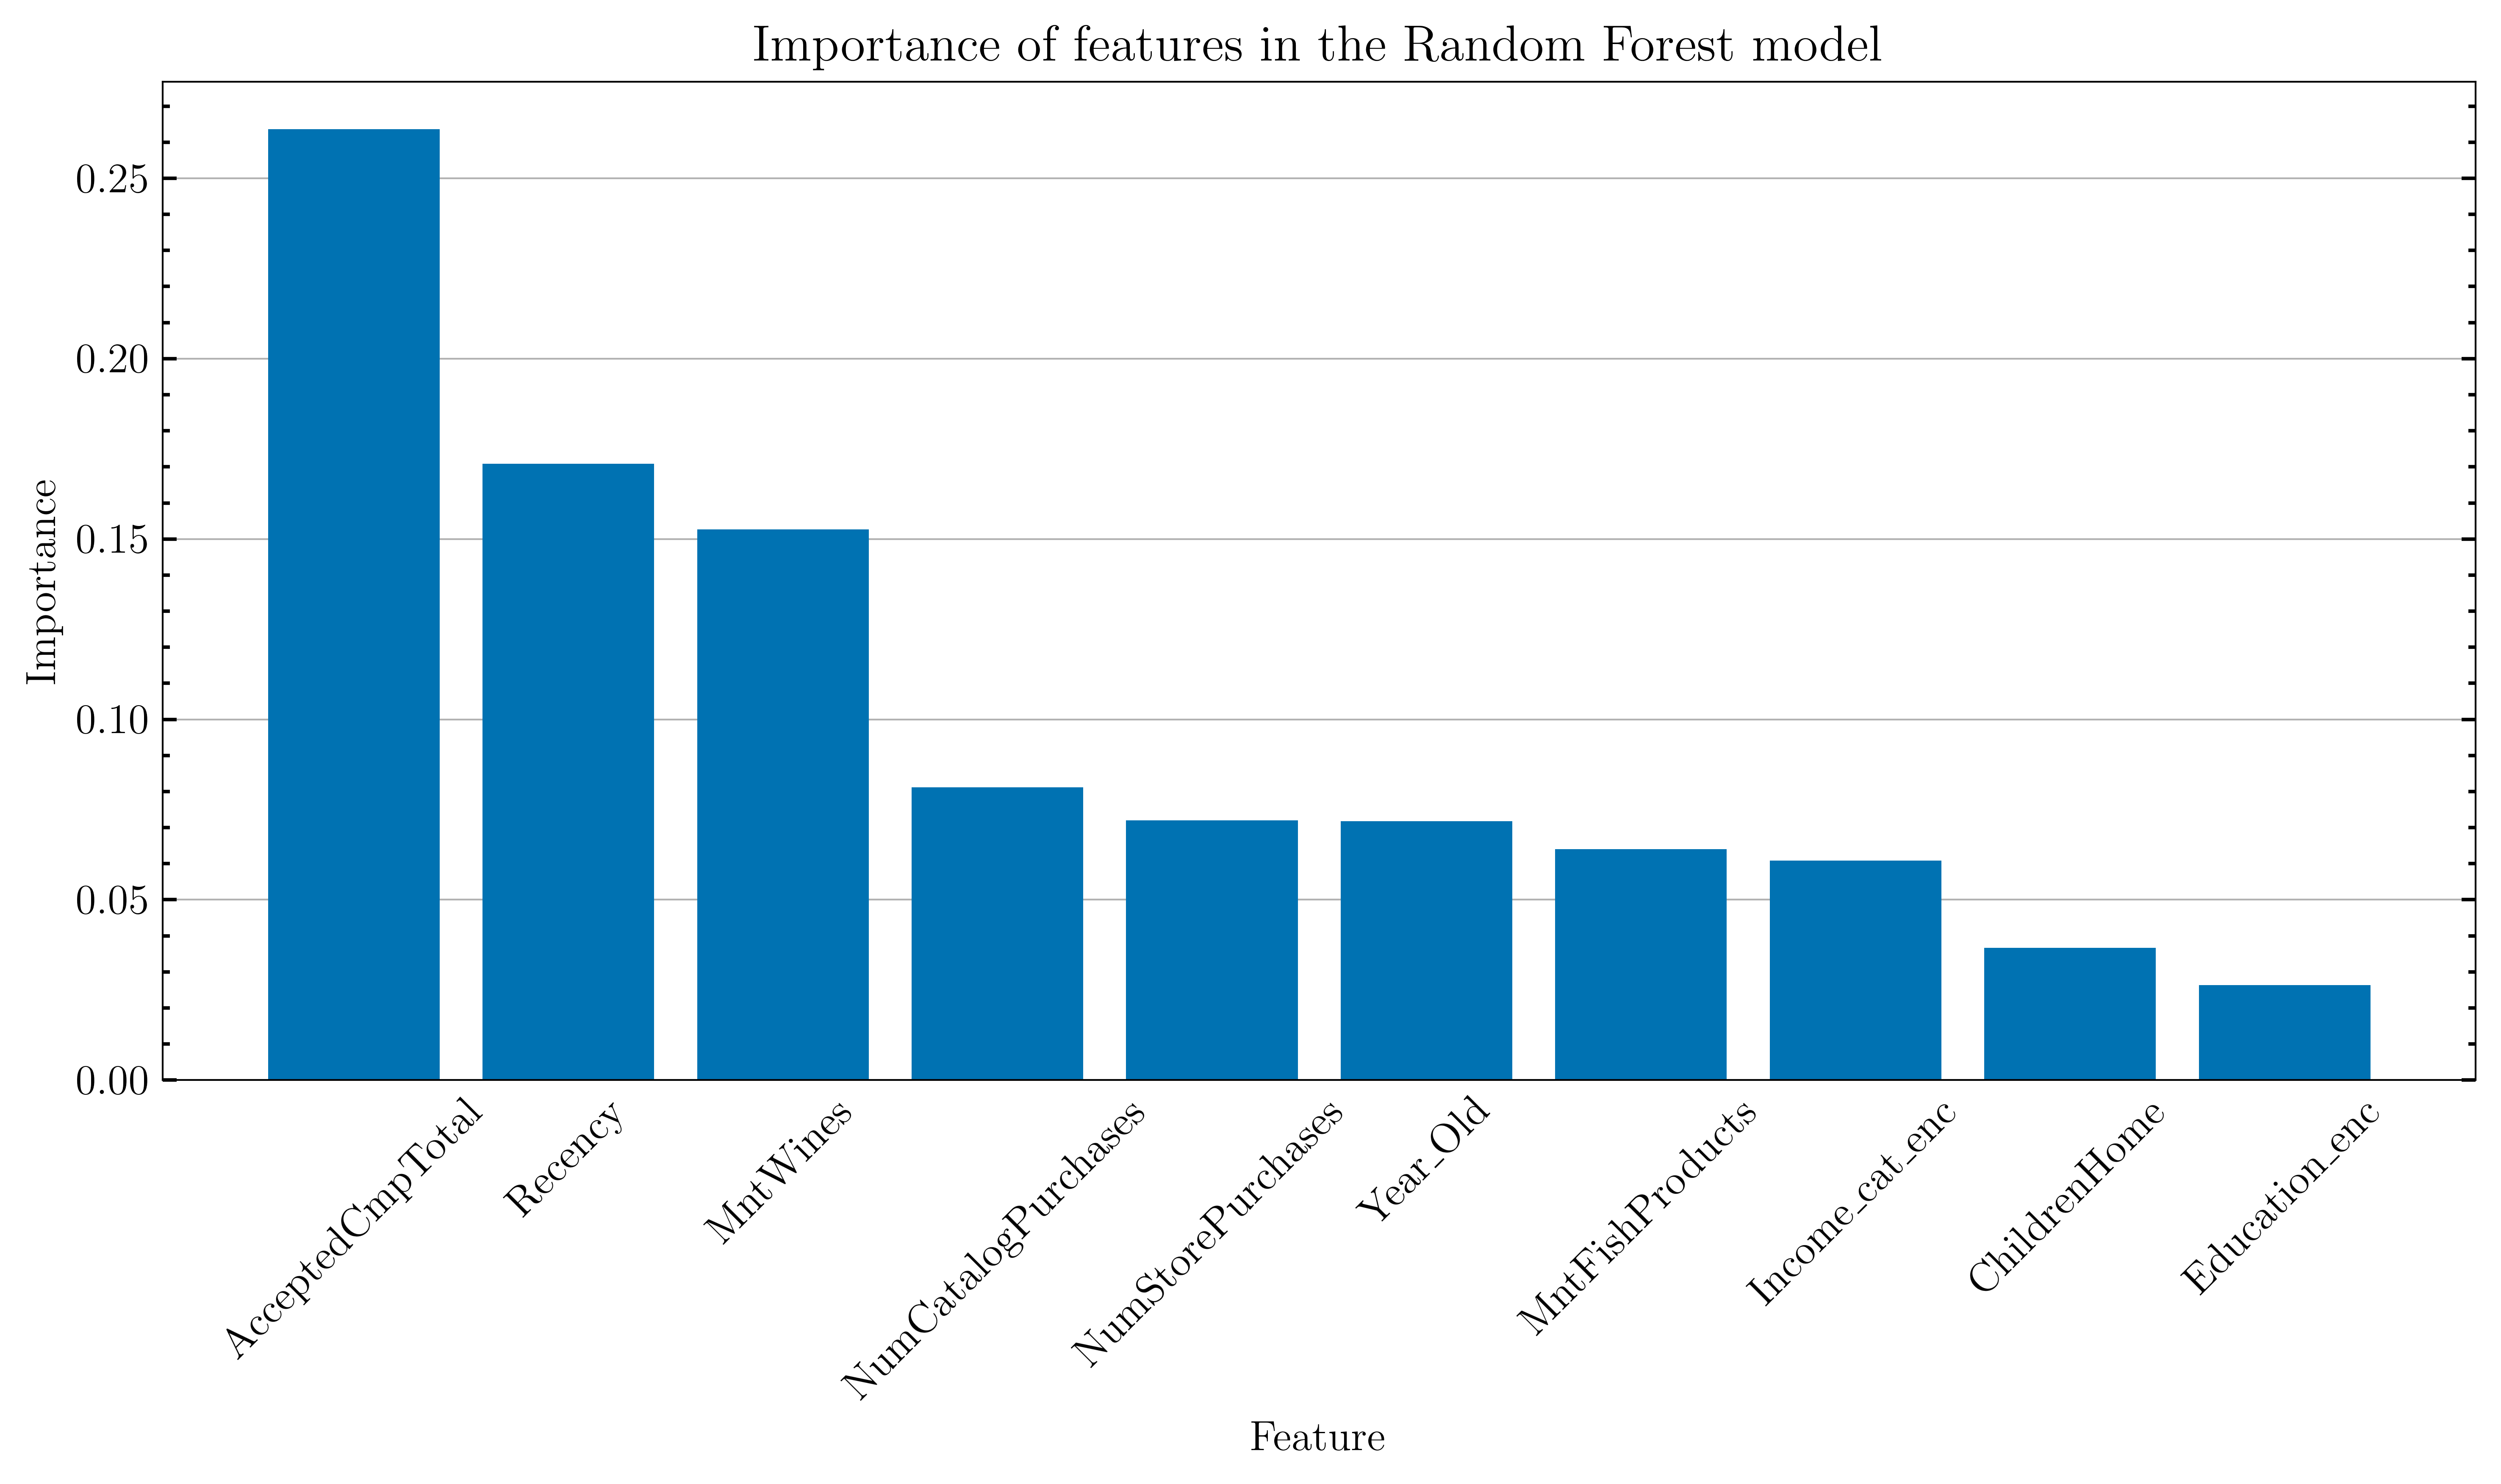 Importance of features in the Random Forest model
Importance
0.25
0.20
0.15
0.10
0.05
0.00
AcceptedCmpTotal
Recency
MntWines
NumCatalogPurchases
NumStorePurchases
Year_Old
MntFishProducts
Income_cat_enc
ChildrenHome
Education_enc
Feature